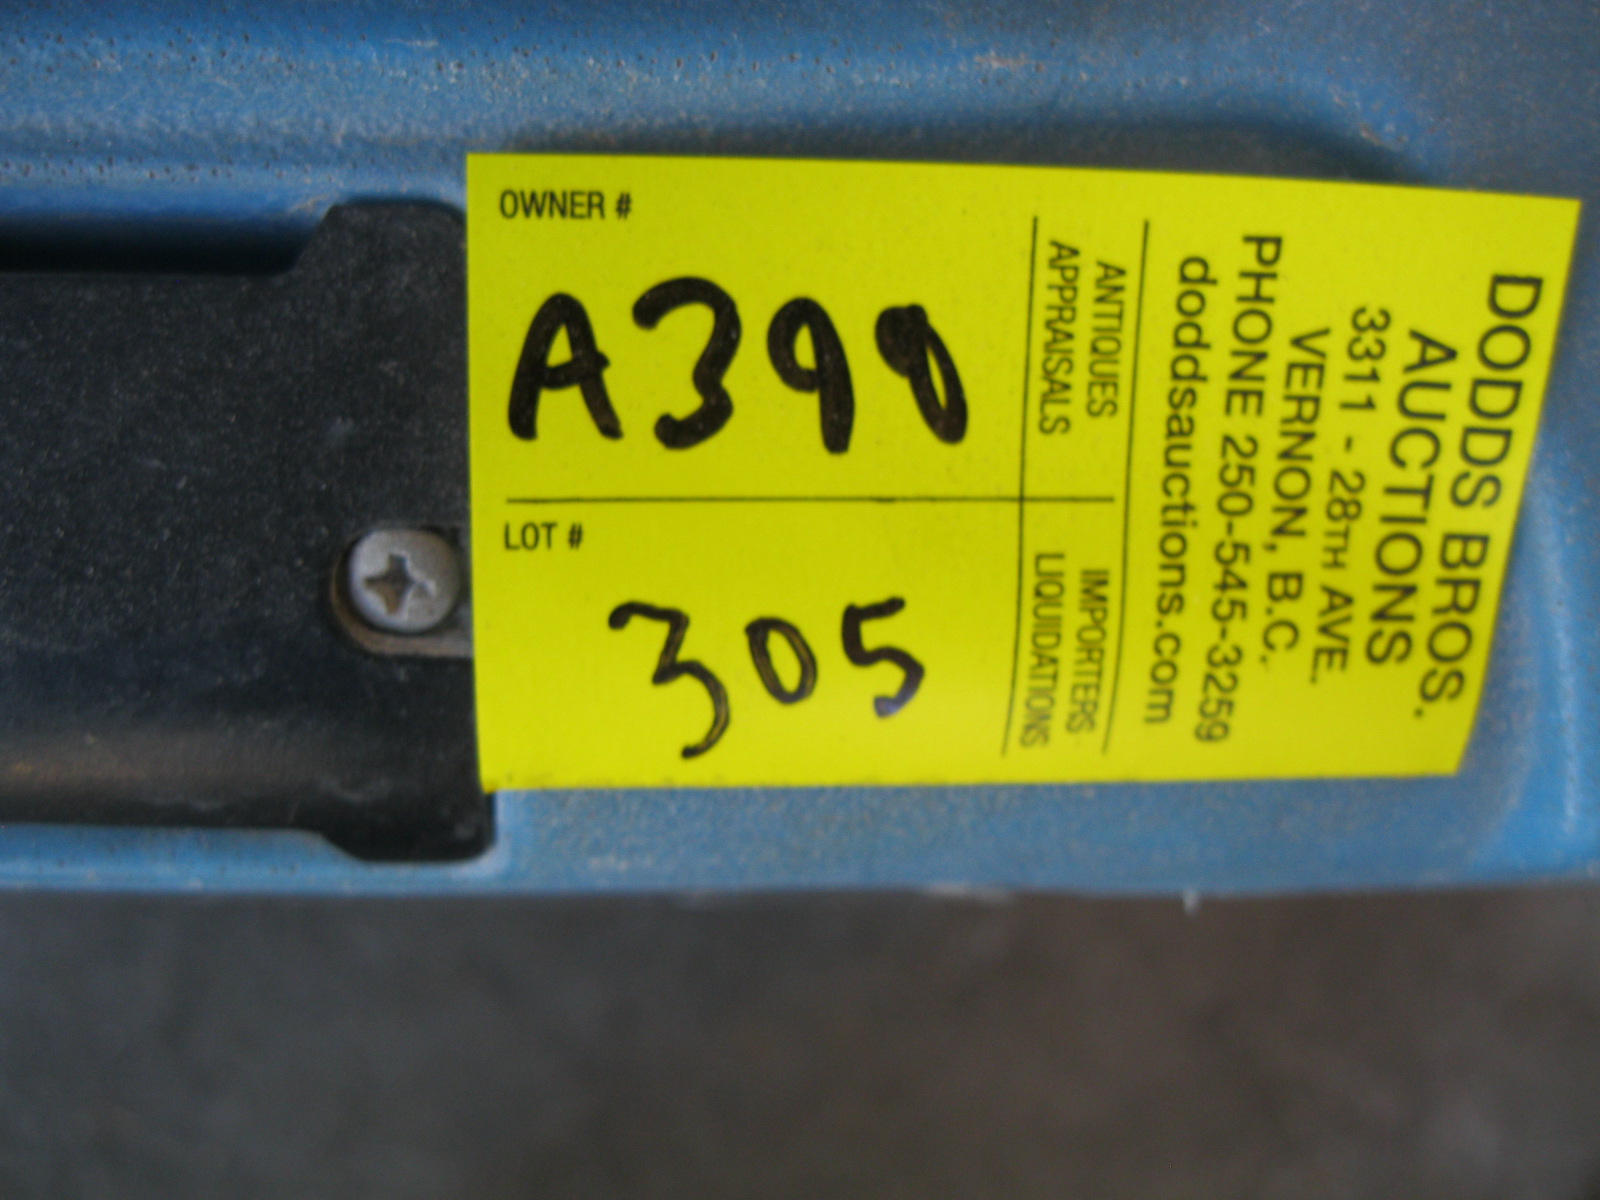 OWNER #
A399
LOT #
305
ANTIQUES
APPRAISALS
IMPORTERS
LIQUIDATIONS
DODDS BROS.
AUCTIONS
3311 - 28TH AVE.
VERNON, B.C.
PHONE 250-545-3259
doddsauctions.com